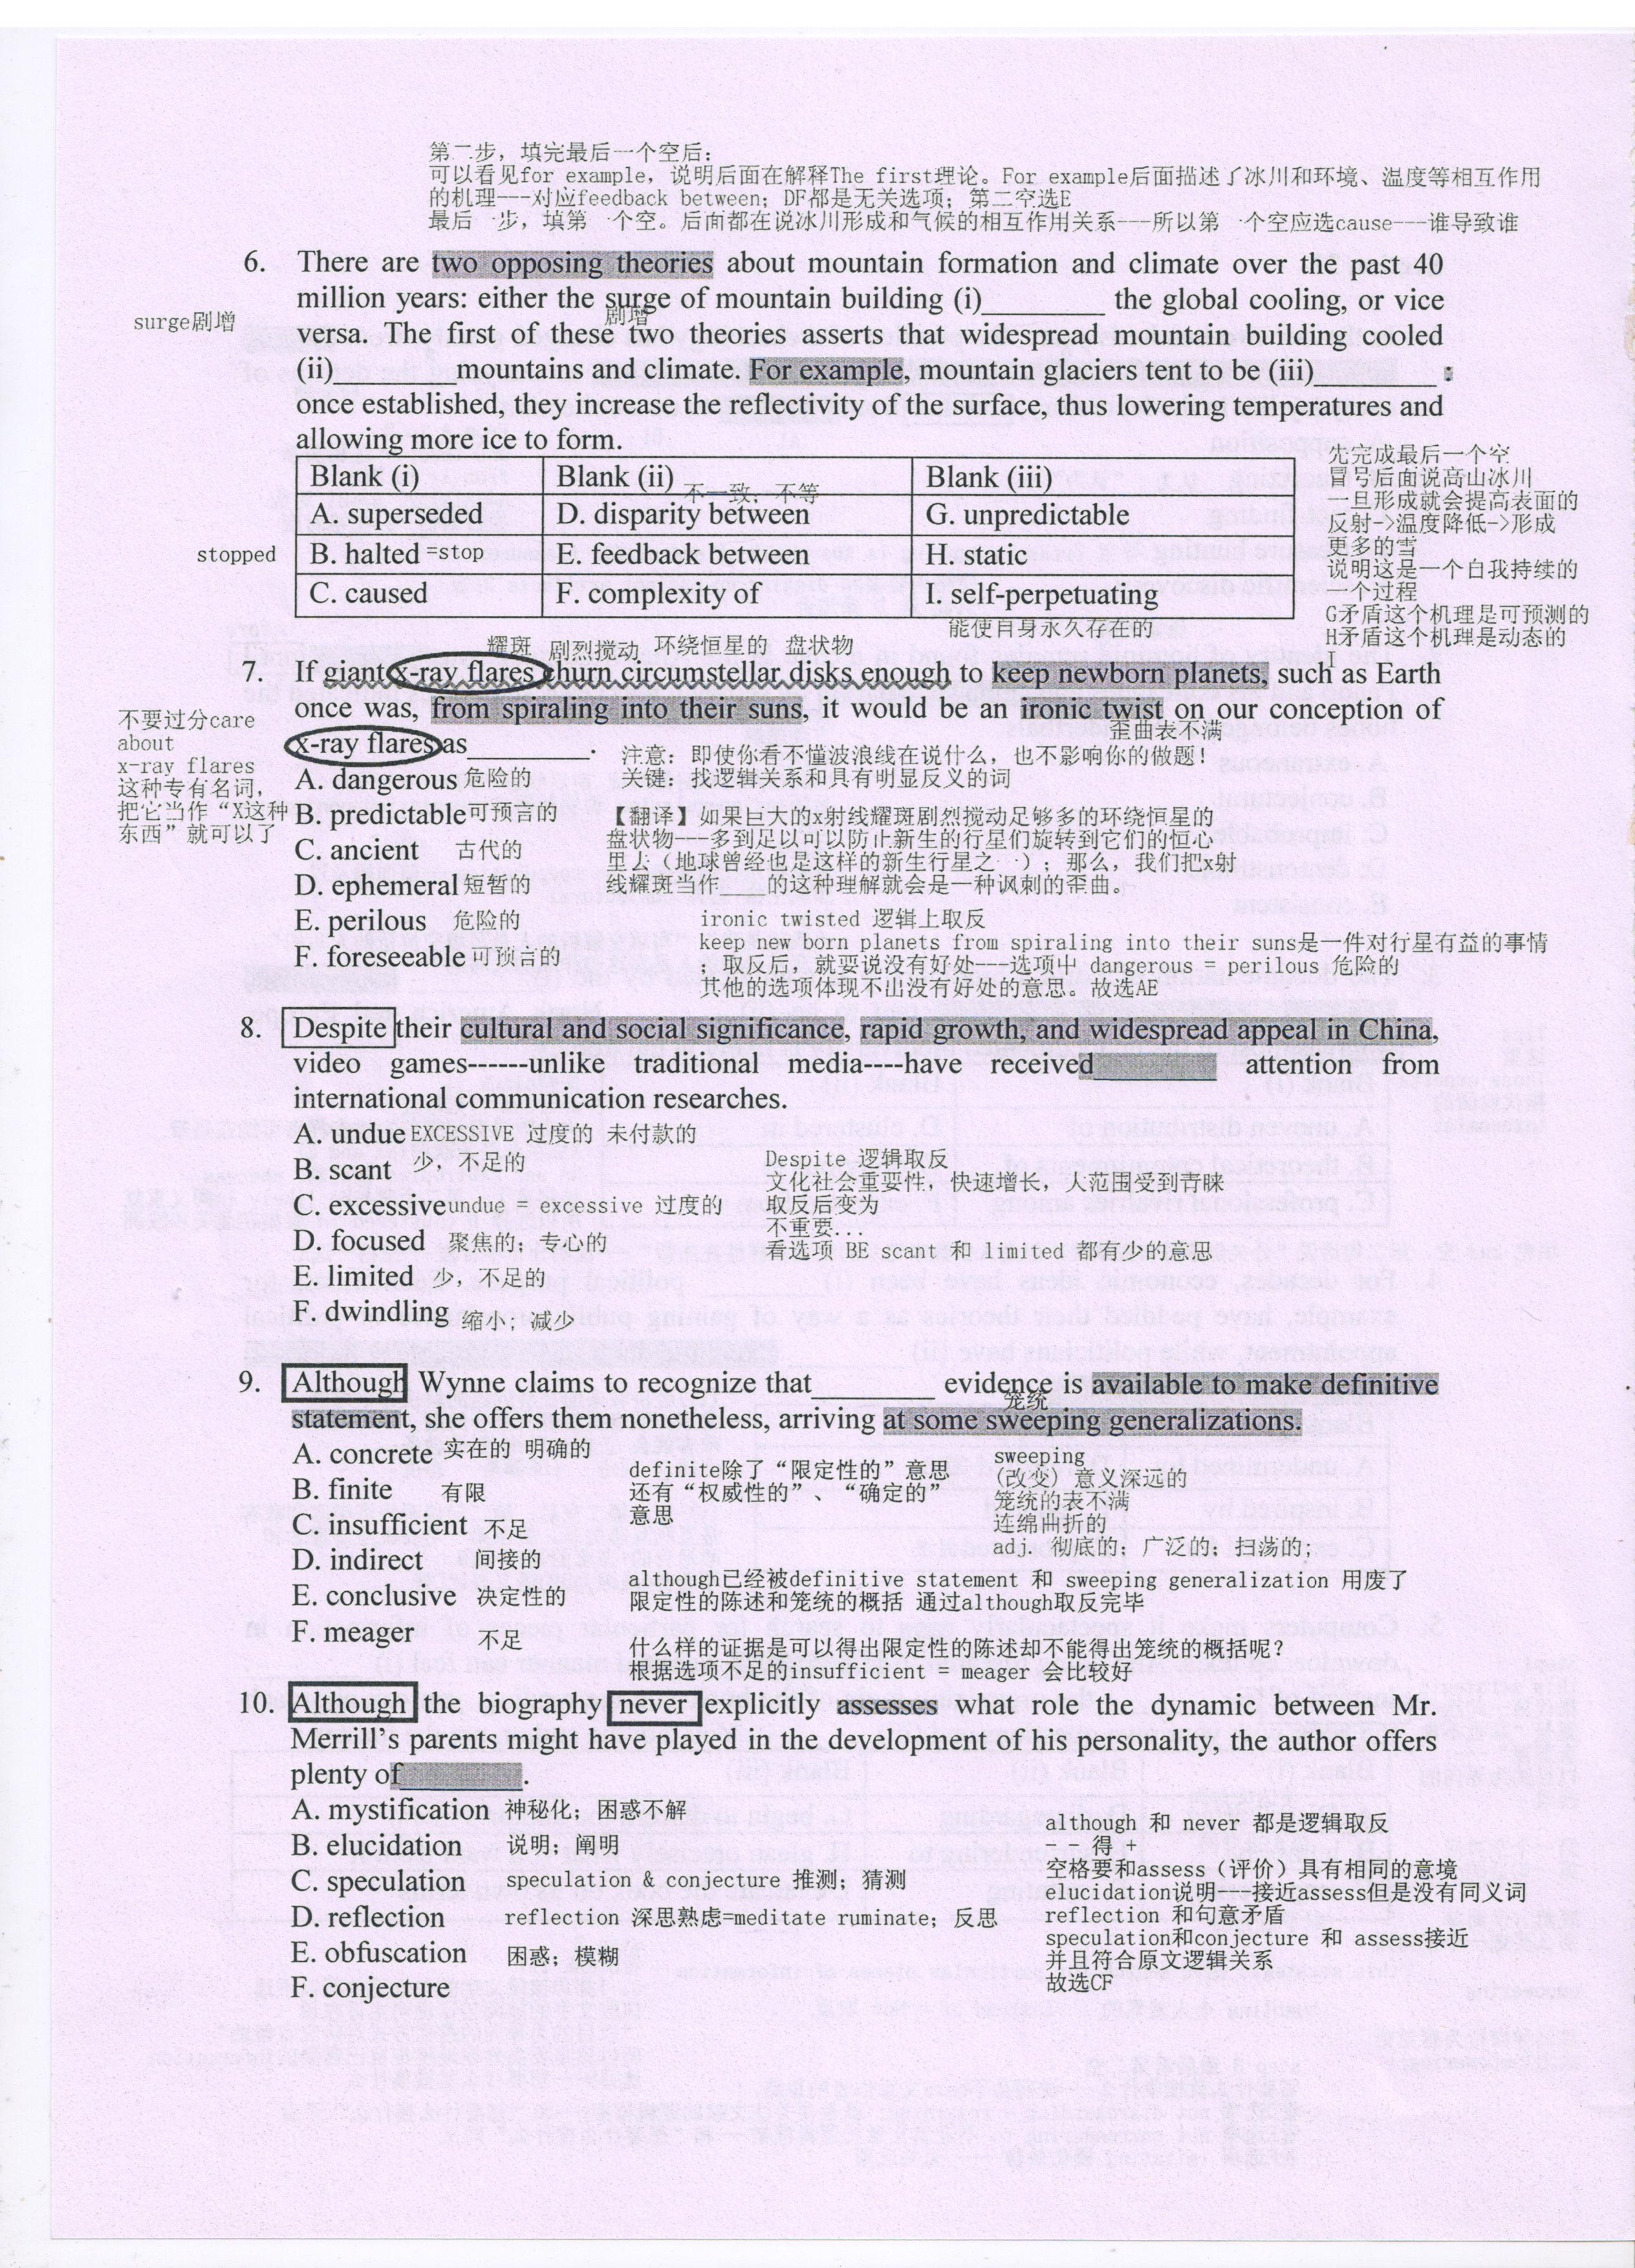 第二步，填完最后一个空后：
可以看见for example，说明后面在解释The first理论。For example后面描述了冰川和环境、温度等相互作用
的机理---对应feedback between；DF都是无关选项；第二空选E
最后一步，填第一个空。后面都在说冰川形成和气候的相互作用关系---所以第一个空应选cause---谁导致谁
6. There are two opposing theories about mountain formation and climate over the past 40
million years: either the surge of mountain building (i)________ the global cooling, or vice
surge剧增
剧增
versa. The first of these two theories asserts that widespread mountain building cooled
(ii)________mountains and climate. For example, mountain glaciers tent to be (iii)________ :
once established, they increase the reflectivity of the surface, thus lowering temperatures and
allowing more ice to form.
Blank (i) Blank (ii) 不一致；不等 Blank (iii)
A. superseded D. disparity between G. unpredictable
stopped B. halted =stop E. feedback between H. static
C. caused F. complexity of I. self-perpetuating
能使自身永久存在的
先完成最后一个空
冒号后面说高山冰川
一旦形成就会提高表面的
反射->温度降低->形成
更多的雪
说明这是一个自我持续的
一个过程
G矛盾这个机理是可预测的
H矛盾这个机理是动态的
I
耀斑 剧烈搅动 环绕恒星的 盘状物
7. If giant x-ray flares churn circumstellar disks enough to keep newborn planets, such as Earth
once was, from spiraling into their suns, it would be an ironic twist on our conception of
歪曲表不满
x-ray flares as ________.
不要过分care
about
x-ray flares
这种专有名词，
把它当作“X这种
东西”就可以了
注意：即使你看不懂波浪线在说什么，也不影响你的做题！
关键：找逻辑关系和具有明显反义的词
A. dangerous 危险的
B. predictable 可预言的
C. ancient 古代的
D. ephemeral 短暂的
E. perilous 危险的
F. foreseeable 可预言的
【翻译】如果巨大的x射线耀斑剧烈搅动足够多的环绕恒星的
盘状物---多到足以可以防止新生的行星们旋转到它们的恒心
里去（地球曾经也是这样的新生行星之一）；那么，我们把x射
线耀斑当作____的这种理解就会是一种讽刺的歪曲。
ironic twisted 逻辑上取反
keep new born planets from spiraling into their suns是一件对行星有益的事情
；取反后，就要说没有好处---选项中 dangerous = perilous 危险的
其他的选项体现不出没有好处的意思。故选AE
8. Despite their cultural and social significance, rapid growth, and widespread appeal in China,
video games------unlike traditional media----have received________ attention from
international communication researches.
A. undue EXCESSIVE 过度的 未付款的
B. scant 少，不足的
C. excessive undue = excessive 过度的
D. focused 聚焦的；专心的
E. limited 少，不足的
F. dwindling 缩小；减少
Despite 逻辑取反
文化社会重要性，快速增长，大范围受到青睐
取反后变为
不重要...
看选项 BE scant 和 limited 都有少的意思
9. Although Wynne claims to recognize that________ evidence is available to make definitive
笼统
statement, she offers them nonetheless, arriving at some sweeping generalizations.
A. concrete 实在的 明确的
B. finite 有限
C. insufficient 不足
D. indirect 间接的
E. conclusive 决定性的
F. meager 不足
definite除了“限定性的”意思
还有“权威性的”、“确定的”
意思
sweeping
(改变) 意义深远的
笼统的表不满
连绵曲折的
adj. 彻底的；广泛的；扫荡的；
although已经被definitive statement 和 sweeping generalization 用废了
限定性的陈述和笼统的概括 通过although取反完毕
什么样的证据是可以得出限定性的陈述却不能得出笼统的概括呢？
根据选项不足的insufficient = meager 会比较好
10. Although the biography never explicitly assesses what role the dynamic between Mr.
Merrill’s parents might have played in the development of his personality, the author offers
plenty of________.
A. mystification 神秘化；困惑不解
B. elucidation 说明；阐明
C. speculation speculation & conjecture 推测；猜测
D. reflection reflection 深思熟虑=meditate ruminate；反思
E. obfuscation 困惑；模糊
F. conjecture
although 和 never 都是逻辑取反
- - 得 +
空格要和assess（评价）具有相同的意境
elucidation说明---接近assess但是没有同义词
reflection 和句意矛盾
speculation和conjecture 和 assess接近
并且符合原文逻辑关系
故选CF